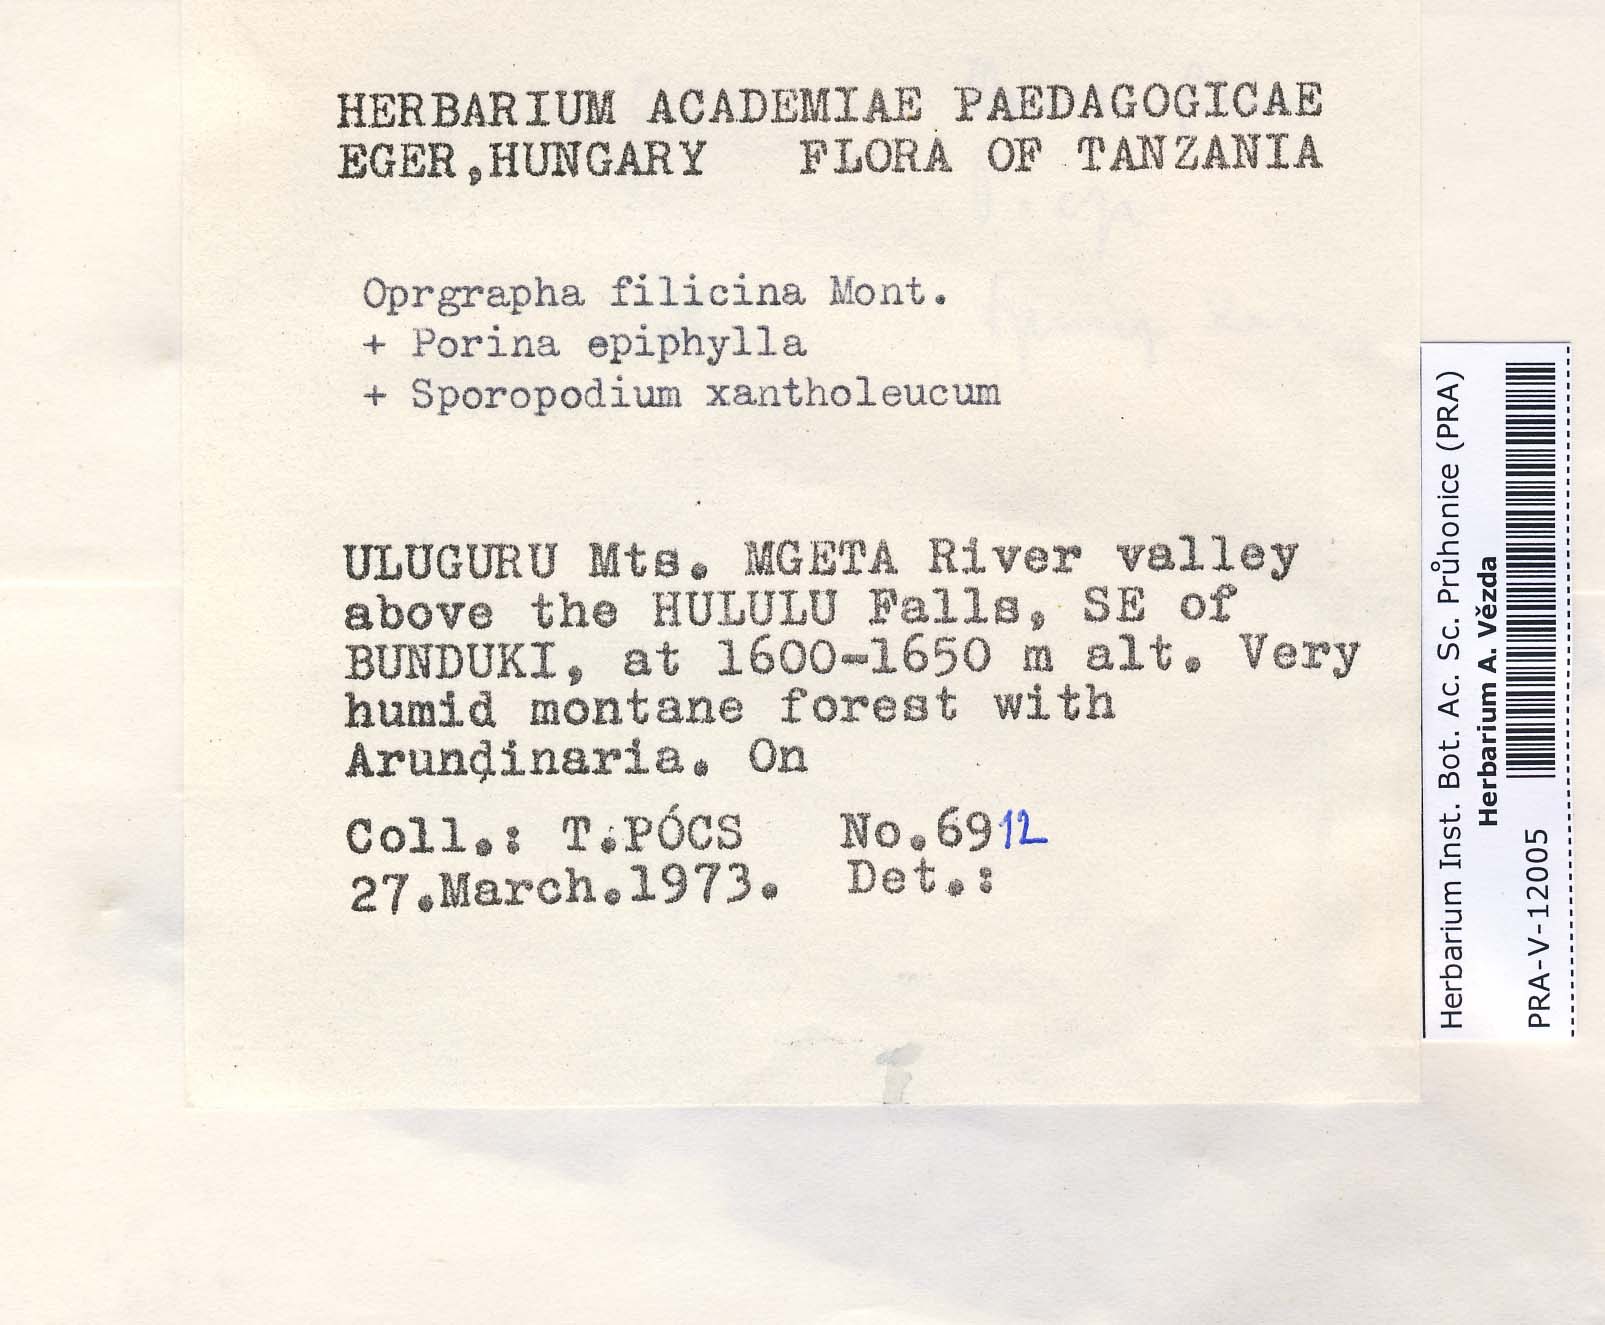 HERBARIUM ACADEMIAE PAEDAGOGICAE
EGER,HUNGARY FLORA OF TANZANIA
Oprgrapha filicina Mont.
+ Porina epiphylla
+ Sporopodium xantholeucum
ULUGURU Mts. MGETA River valley
above the HULULU Falls, SE of
BUNDUKI, at 1600-1650 m alt. Very
humid montane forest with
Arundinaria. On
Coll.: T.PÓCS No.6912
27.March.1973. Det.:
Herbarium Inst. Bot. Ac. Sc. Průhonice (PRA)
Herbarium A. Vězda
PRA-V-12005